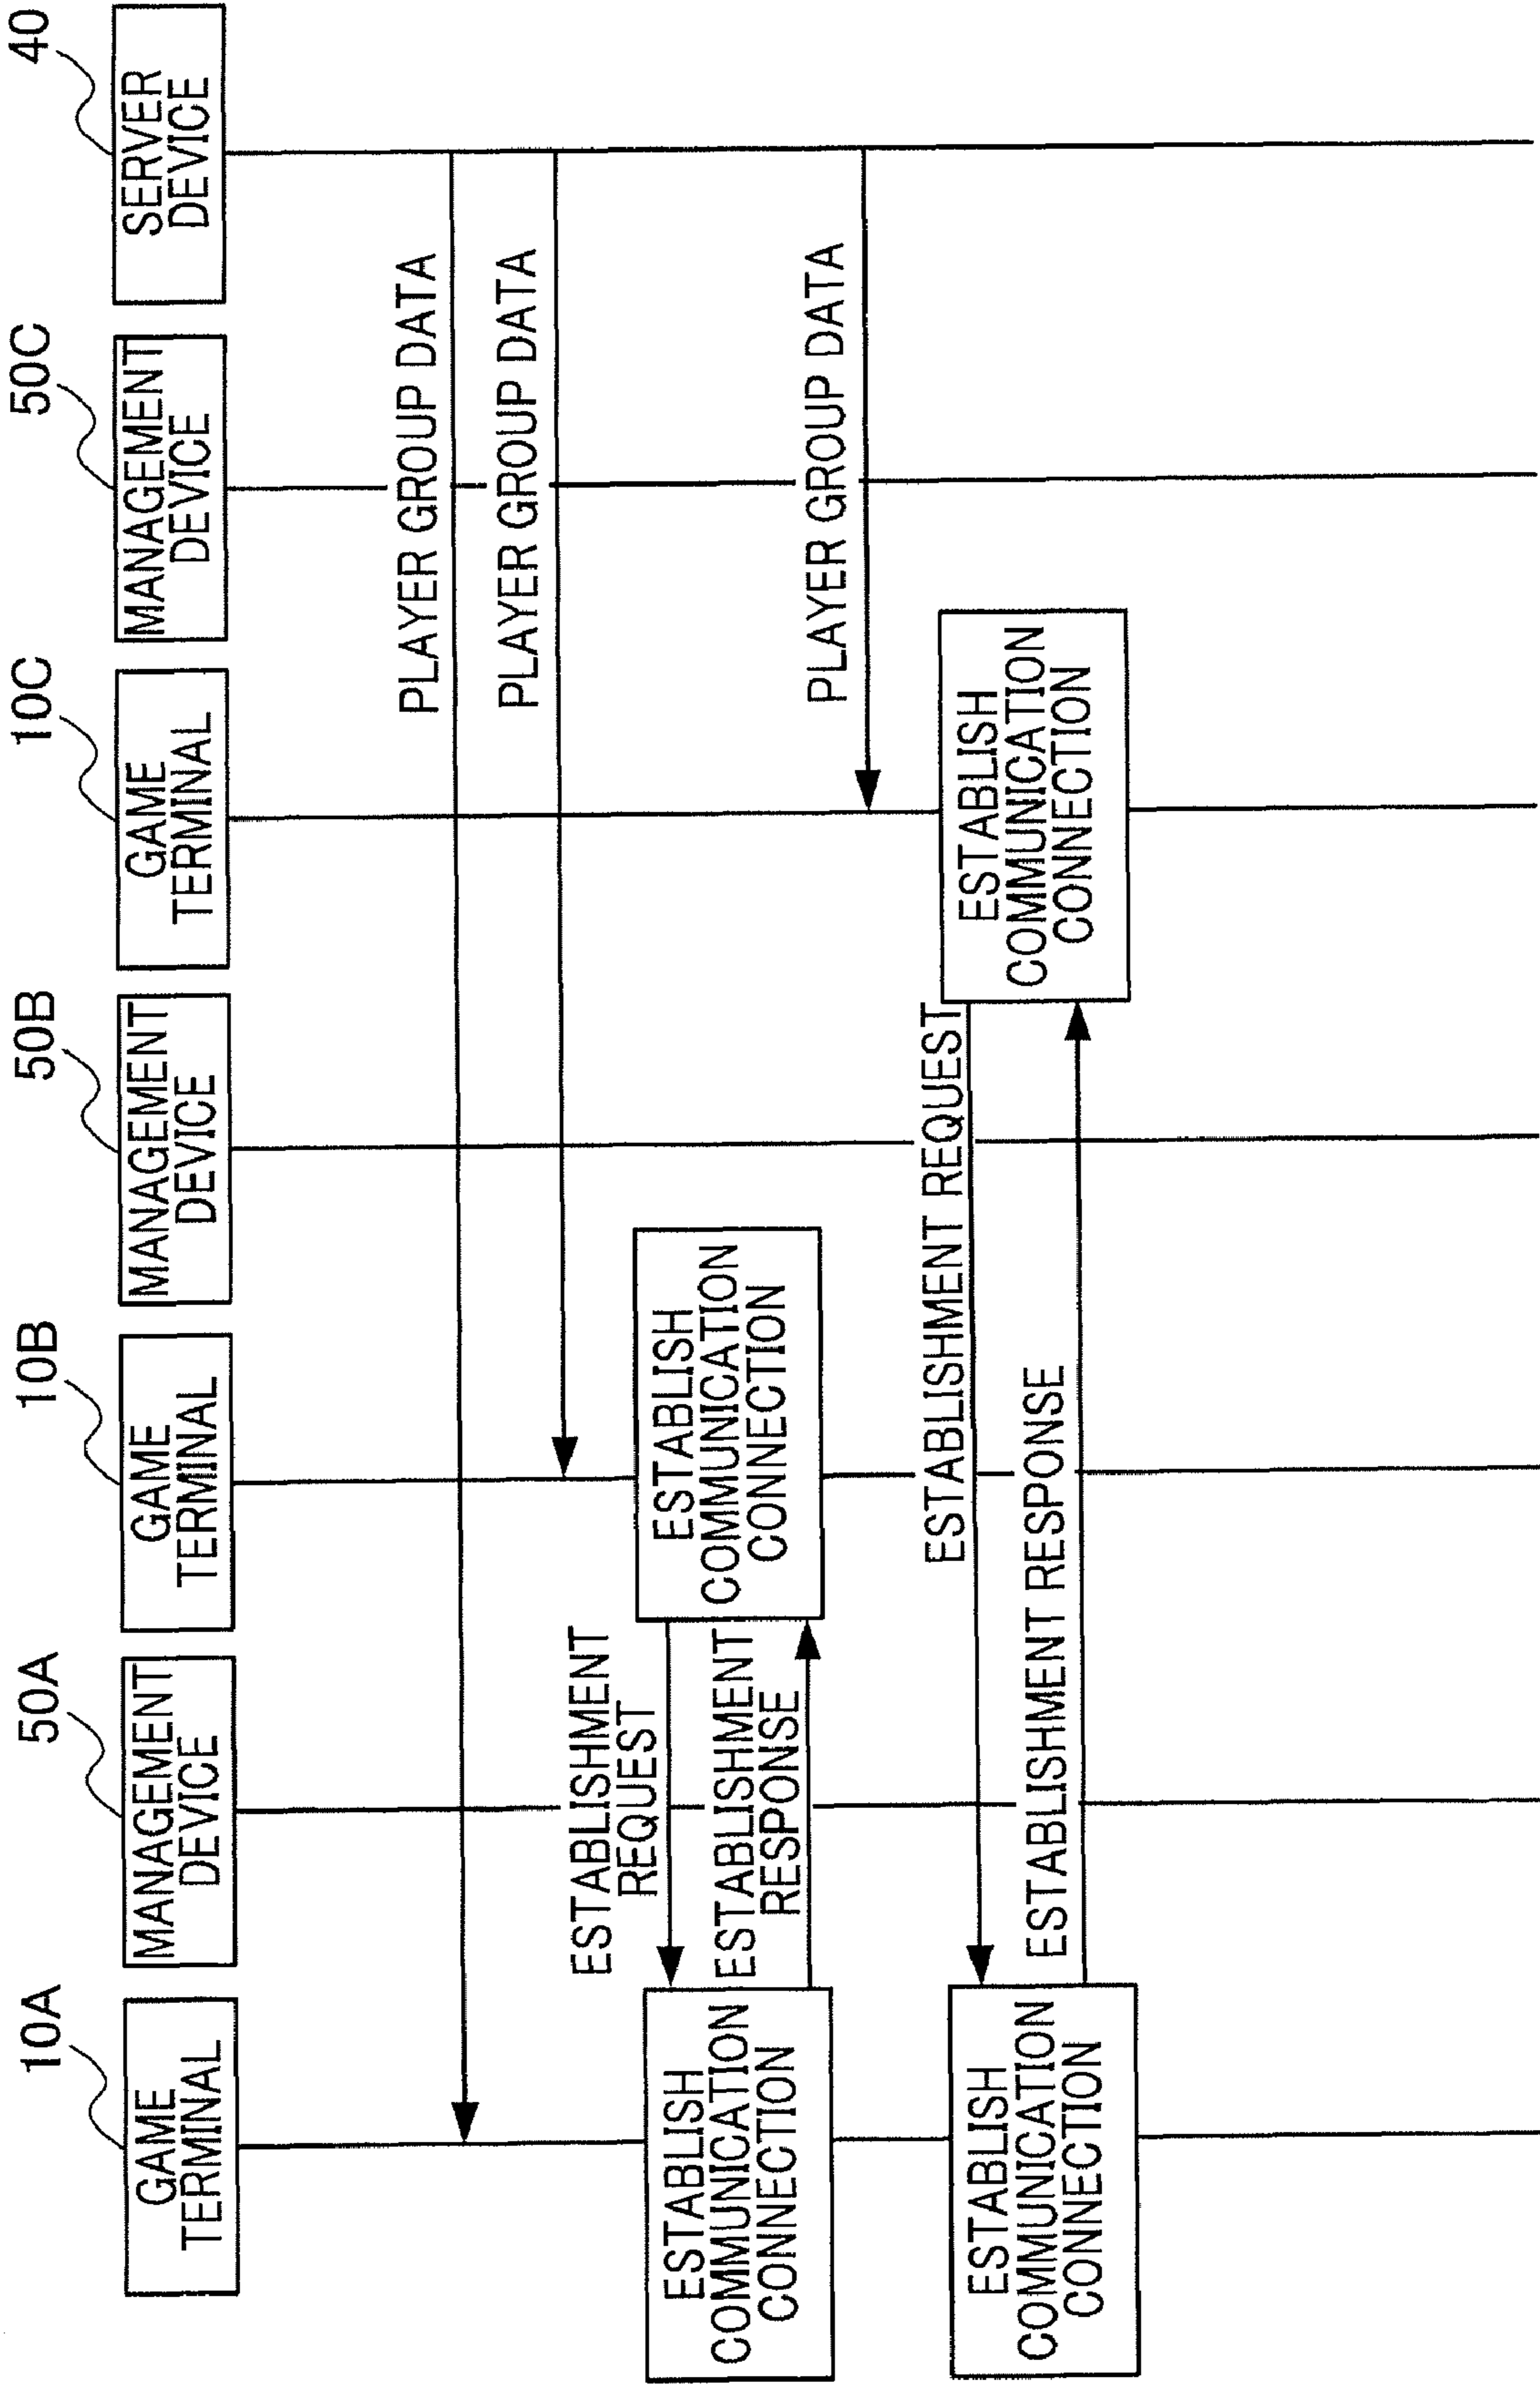 10A
50A
10B
50B
10C
50C
40
GAME
TERMINAL
MANAGEMENT
DEVICE
GAME
TERMINAL
MANAGEMENT
DEVICE
GAME
TERMINAL
MANAGEMENT
DEVICE
SERVER
DEVICE
PLAYER GROUP DATA
PLAYER GROUP DATA
ESTABLISHMENT
REQUEST
ESTABLISH
COMMUNICATION
CONNECTION
ESTABLISHMENT
RESPONSE
ESTABLISH
COMMUNICATION
CONNECTION
PLAYER GROUP DATA
ESTABLISHMENT REQUEST
ESTABLISH
COMMUNICATION
CONNECTION
ESTABLISHMENT RESPONSE
ESTABLISH
COMMUNICATION
CONNECTION